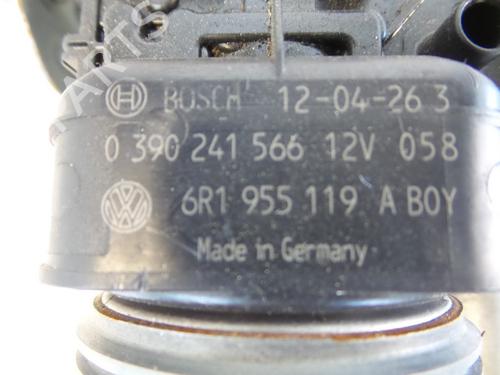 BOSCH 12-04-26 3
0 390 241 566 12V 058
6R1 955 119 A BOY
Made in Germany